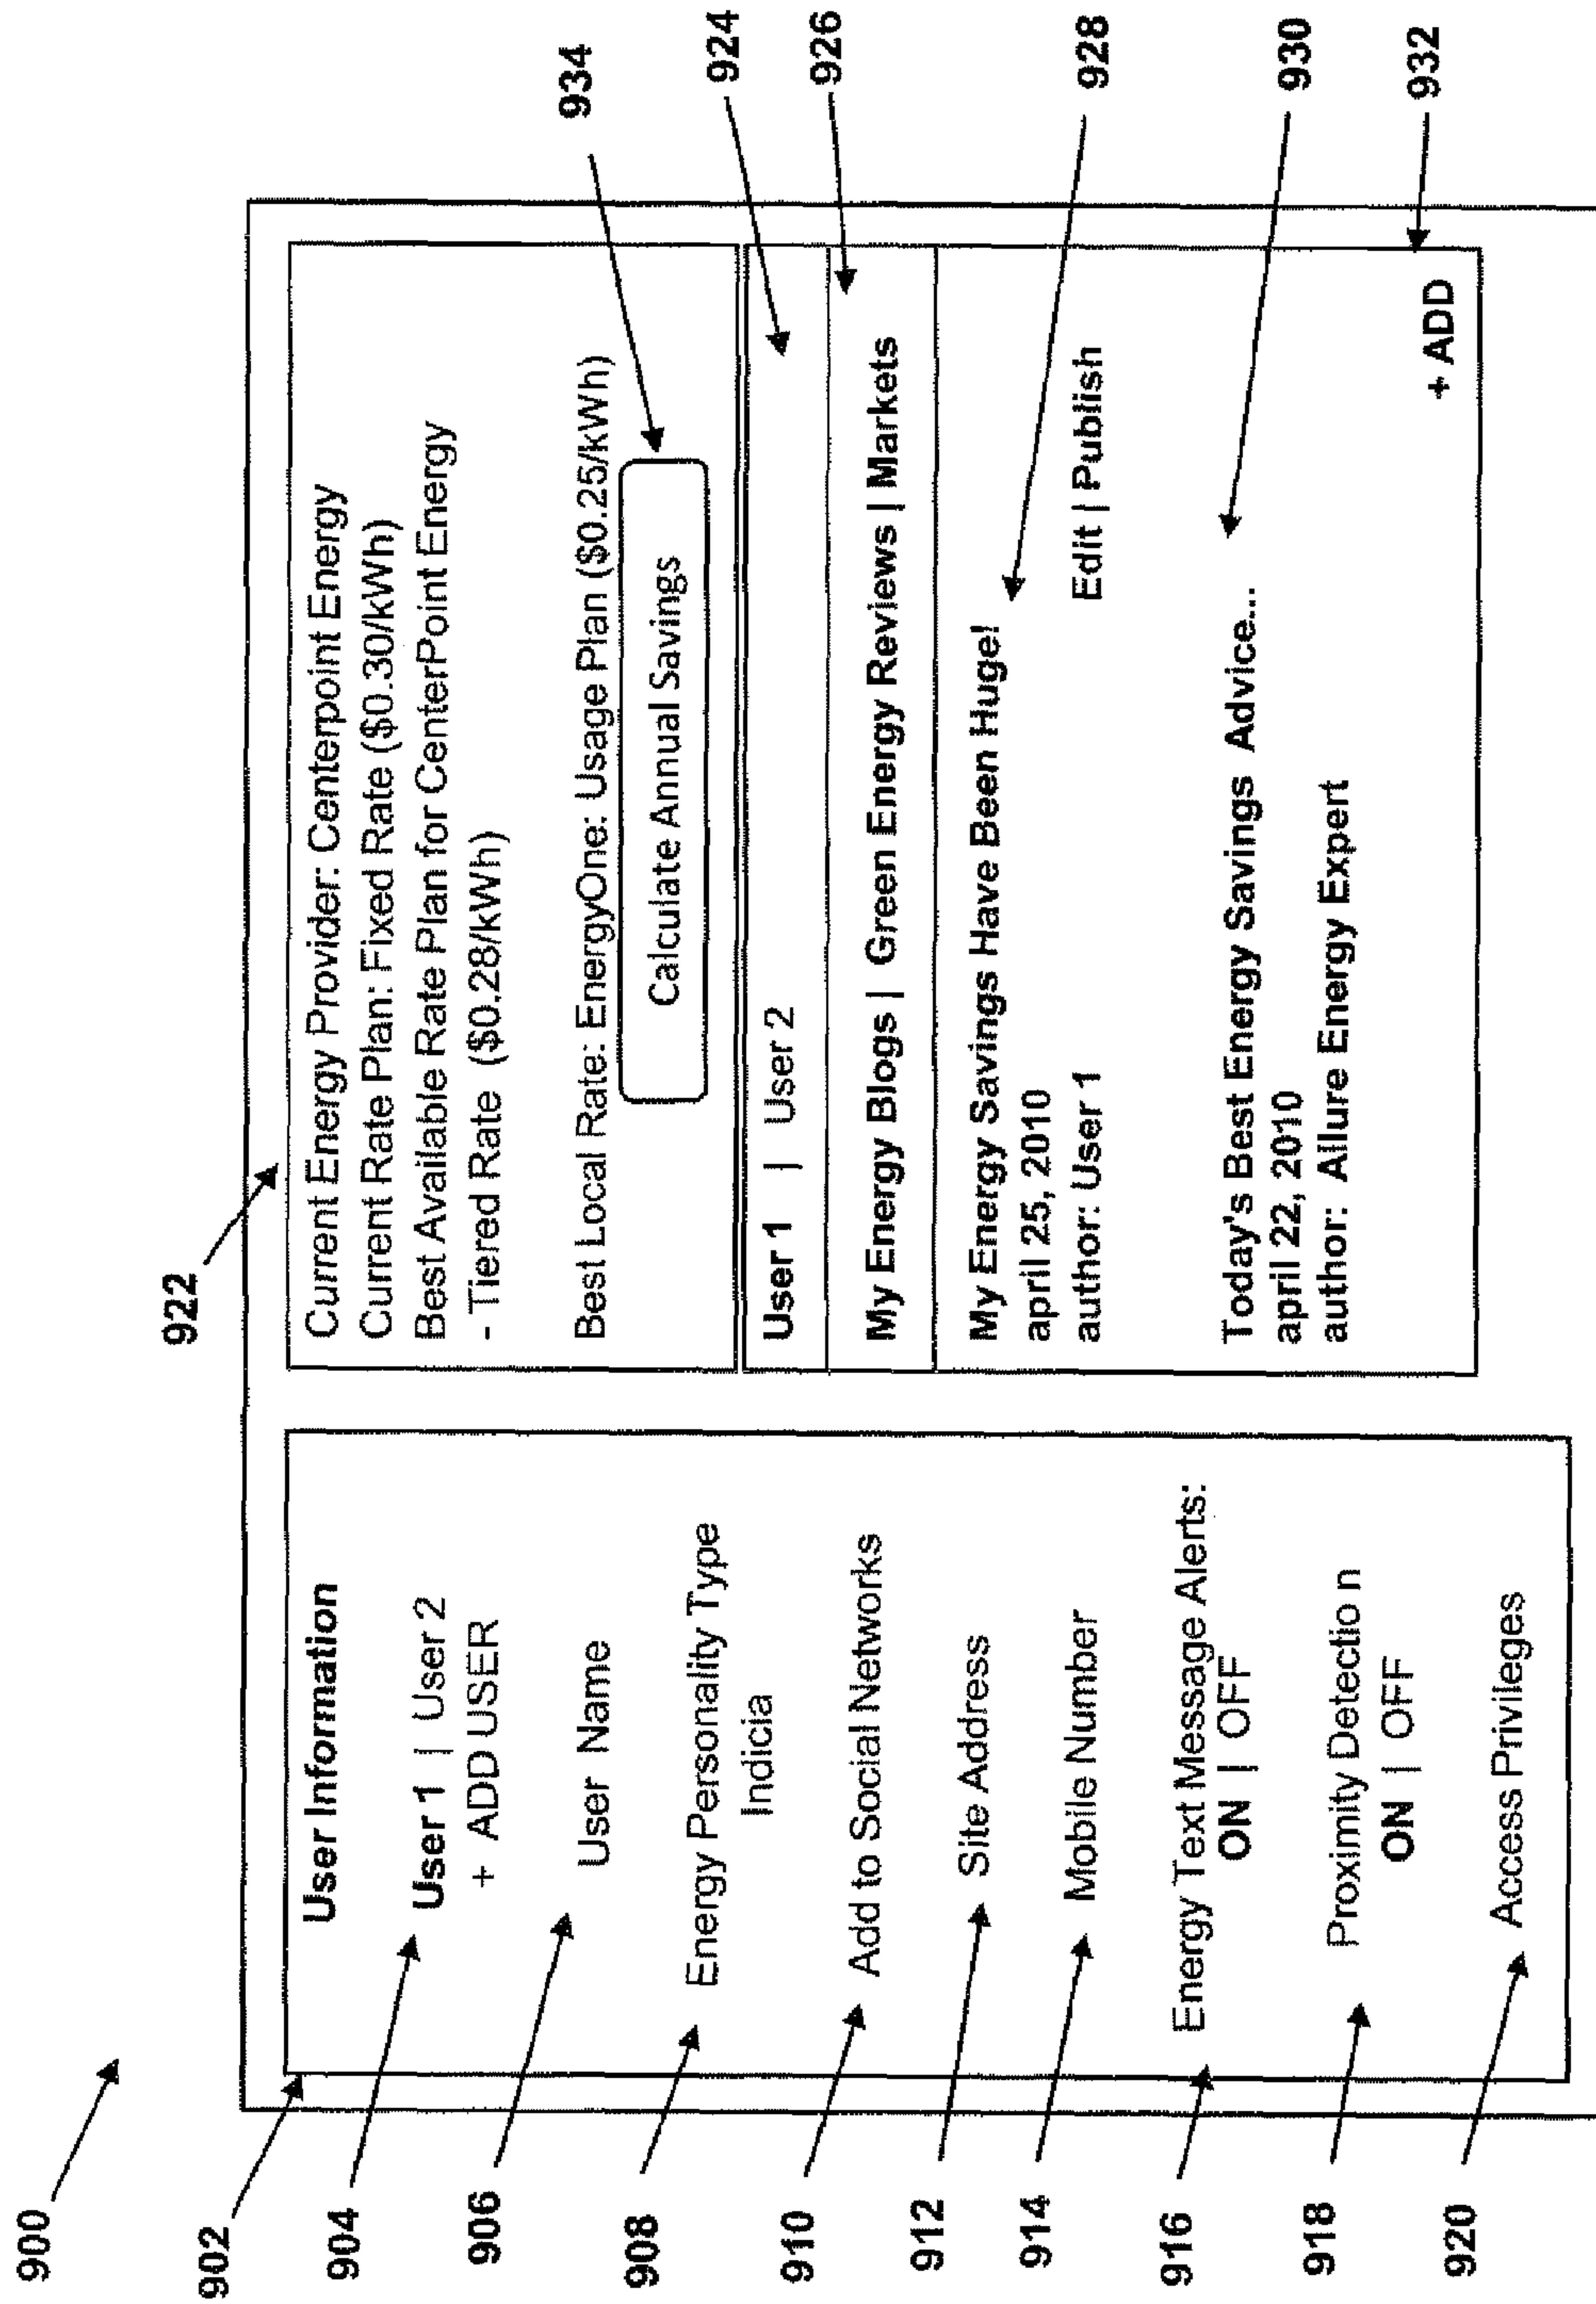 900
902
904
906
908
910
912
914
916
918
920
User Information
User 1 | User 2
+ ADD USER
User Name
Energy Personality Type
Indicia
Add to Social Networks
Site Address
Mobile Number
Energy Text Message Alerts:
ON | OFF
Proximity Detectio n
ON | OFF
Access Privileges
922
Current Energy Provider: Centerpoint Energy
Current Rate Plan: Fixed Rate ($0.30/kWh)
Best Available Rate Plan for CenterPoint Energy
- Tiered Rate ($0.28/kWh)
Best Local Rate: EnergyOne: Usage Plan ($0.25/kWh)
Calculate Annual Savings
User 1 | User 2
My Energy Blogs | Green Energy Reviews | Markets
My Energy Savings Have Been Huge!
april 25, 2010
author: User 1
Edit | Publish
Today's Best Energy Savings Advice...
april 22, 2010
author: Allure Energy Expert
+ ADD
934
924
926
928
930
932